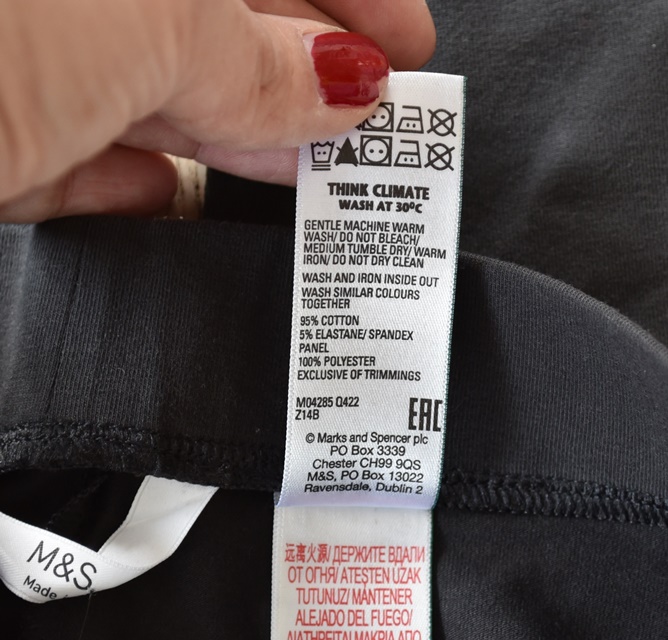 THINK CLIMATE
WASH AT 30ºC
GENTLE MACHINE WARM
WASH/ DO NOT BLEACH/
MEDIUM TUMBLE DRY/ WARM
IRON/ DO NOT DRY CLEAN
WASH AND IRON INSIDE OUT
WASH SIMILAR COLOURS
TOGETHER
95% COTTON
5% ELASTANE/ SPANDEX
PANEL
100% POLYESTER
EXCLUSIVE OF TRIMMINGS
M04285 Q422
Z14B
EAC
© Marks and Spencer plc
PO Box 3339
Chester CH99 9QS
M&S, PO BOX 13022
Ravensdale, Dublin 2
远离火源/ ДЕРЖИТЕ ВДАЛИ
ОТ ОГНЯ/ ATEŞTEN UZAK
TUTUNUZ/ MANTENER
ALEJADO DEL FUEGO/
M&S
Made